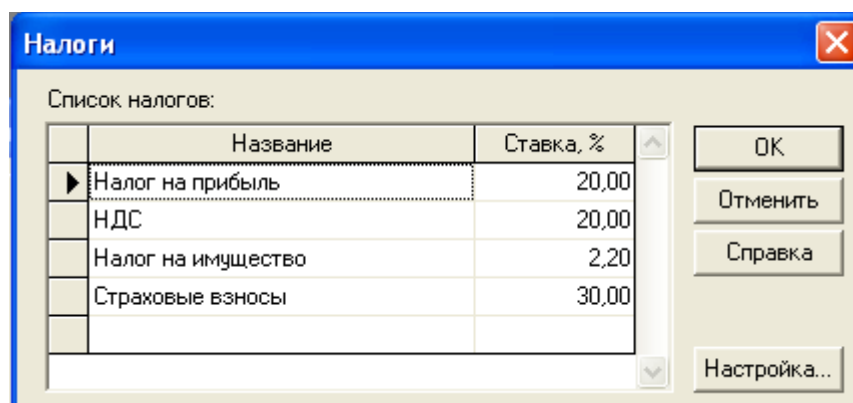 Налоги
Список налогов:
Название Ставка, %
Налог на прибыль 20,00
НДС 20,00
Налог на имущество 2,20
Страховые взносы 30,00
OK
Отменить
Справка
Настройка...